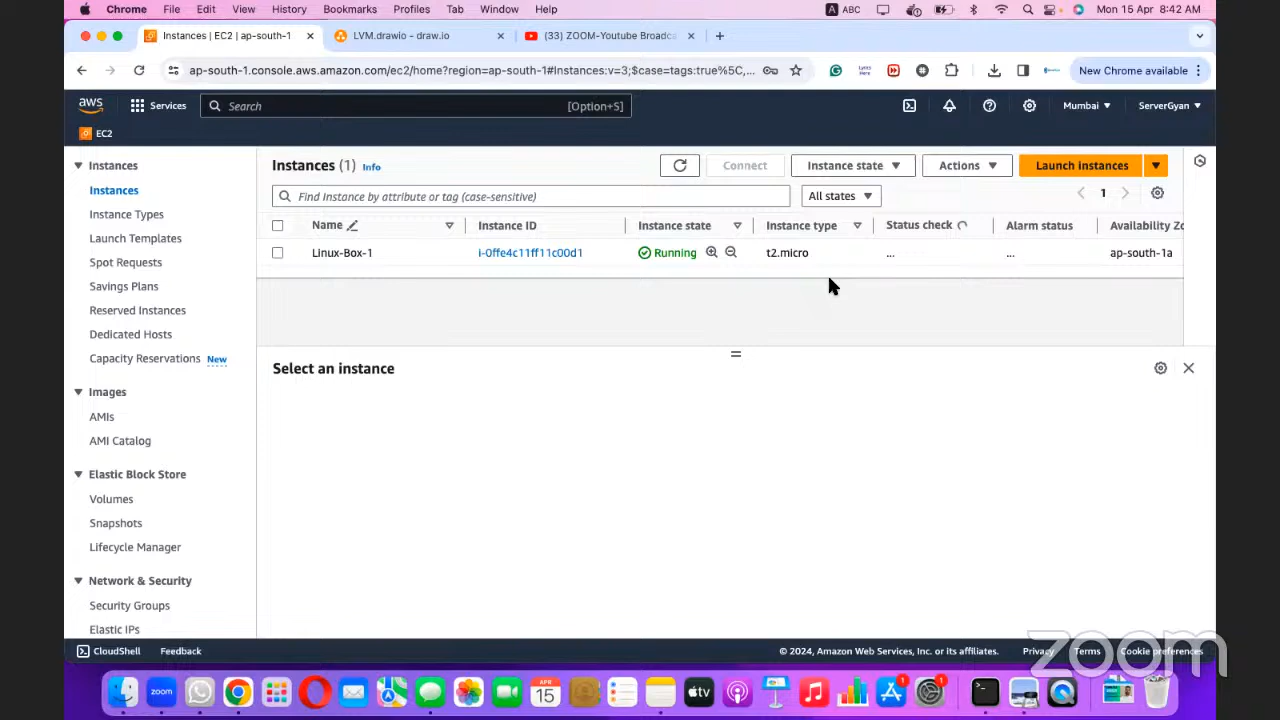 Chrome File Edit View History Bookmarks Profiles Tab Window Help A ABC Mon 15 Apr 8:42 AM
Instances | EC2 | ap-south-1 LVM.drawio - draw.io (33) ZOOM-Youtube Broadca
ap-south-1.console.aws.amazon.com/ec2/home?region=ap-south-1#Instances:v=3;$case=tags:true%5C,... New Chrome available
aws Services Search [Option+S] Mumbai ServerGyan
EC2
Instances
Instances
Instance Types
Launch Templates
Spot Requests
Savings Plans
Reserved Instances
Dedicated Hosts
Capacity Reservations New
Images
AMIs
AMI Catalog
Elastic Block Store
Volumes
Snapshots
Lifecycle Manager
Network & Security
Security Groups
Elastic IPs
Instances (1) Info Connect Instance state Actions Launch instances
Find Instance by attribute or tag (case-sensitive) All states 1
Name Instance ID Instance state Instance type Status check Alarm status Availability Zo
Linux-Box-1 i-0ffe4c11ff11c00d1 Running t2.micro ... ... ap-south-1a
Select an instance
CloudShell Feedback © 2024, Amazon Web Services, Inc. or its affiliates. Privacy Terms Cookie preferences
zoom
zoom APR 15 tv 1 1